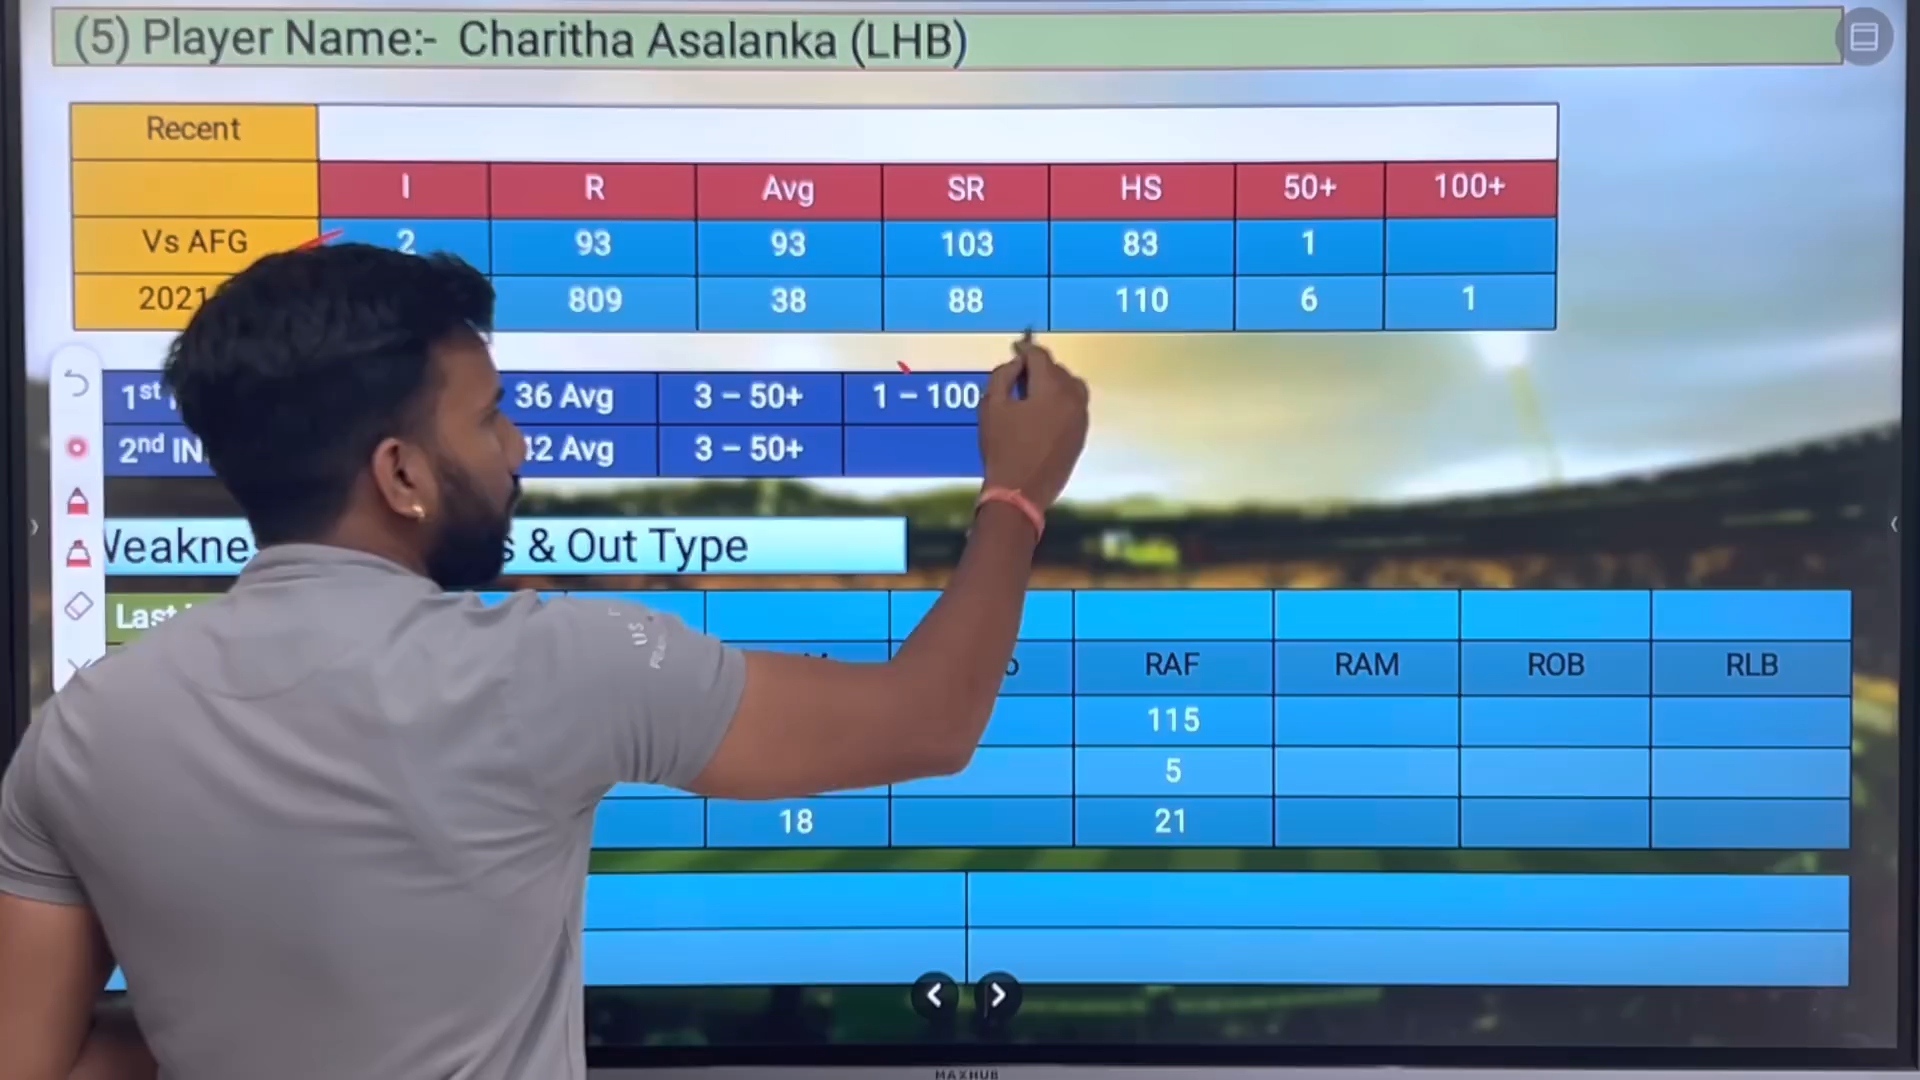 (5) Player Name:- Charitha Asalanka (LHB)
Recent
I R Avg SR HS 50+ 100+
Vs AFG 2 93 93 103 83 1
2021 809 38 88 110 6 1
1st 36 Avg 3 – 50+ 1 – 100
2nd IN 42 Avg 3 – 50+
& Out Type
Last
RAF RAM ROB RLB
115
5
18 21
US
MAXHUB